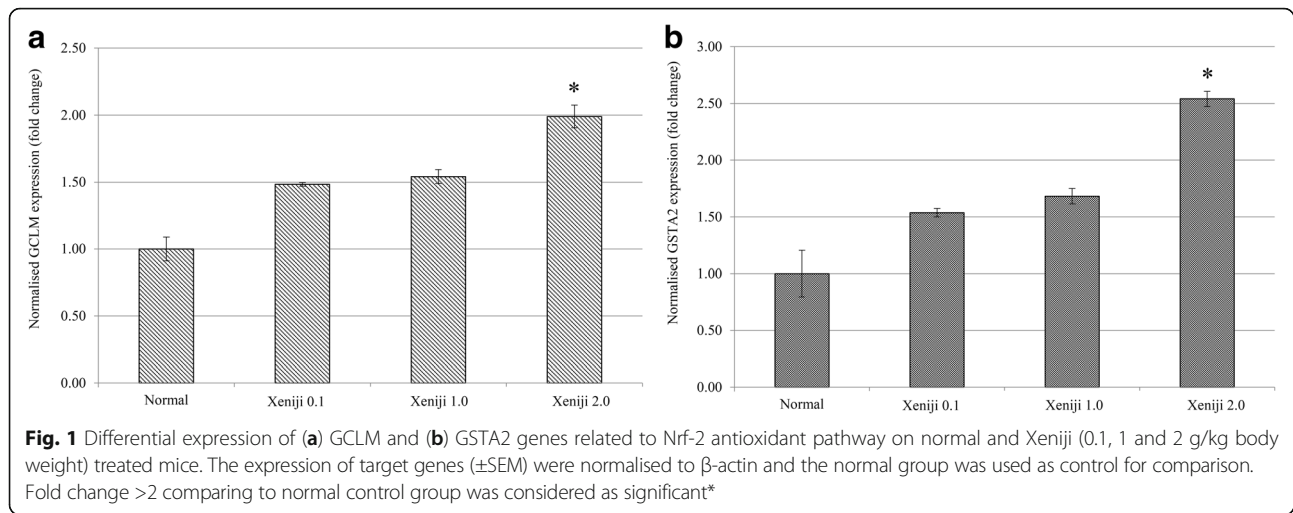 a
2.50
2.00
1.50
1.00
0.50
0.00
Normalised GCLM expression (fold change)
*
Normal Xeniji 0.1 Xeniji 1.0 Xeniji 2.0
b
3.00
2.50
2.00
1.50
1.00
0.50
0.00
Normalised GSTA2 expression (fold change)
*
Normal Xeniji 0.1 Xeniji 1.0 Xeniji 2.0
Fig. 1 Differential expression of (a) GCLM and (b) GSTA2 genes related to Nrf-2 antioxidant pathway on normal and Xeniji (0.1, 1 and 2 g/kg body
weight) treated mice. The expression of target genes (±SEM) were normalised to β-actin and the normal group was used as control for comparison.
Fold change >2 comparing to normal control group was considered as significant*